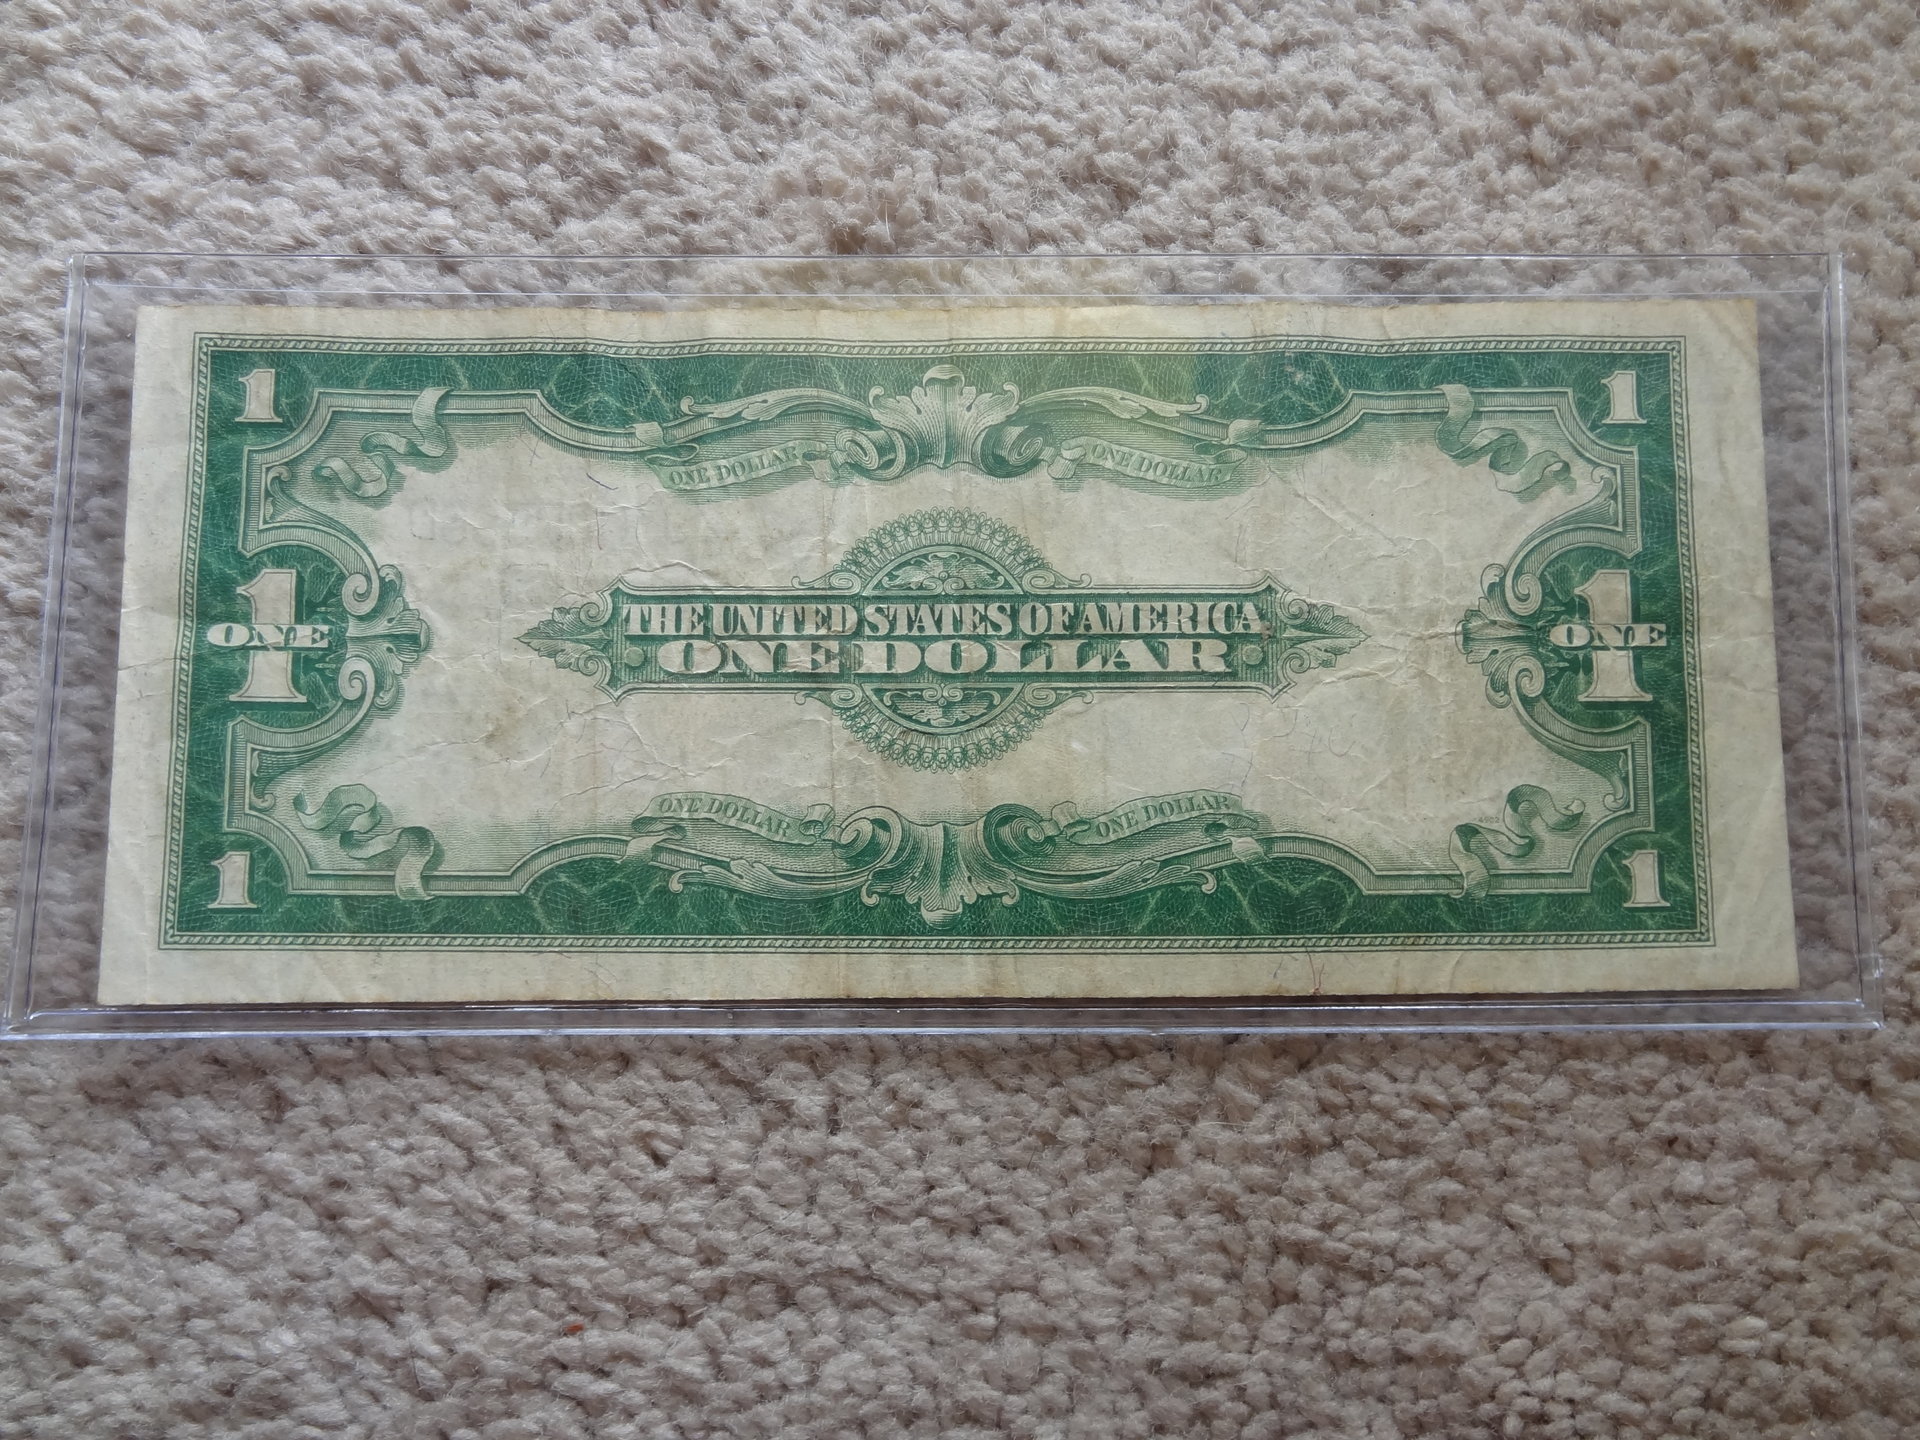 1 1
ONE DOLLAR ONE DOLLAR
1 ONE THE UNITED STATES OF AMERICA 1 ONE
ONE DOLLAR
ONE DOLLAR ONE DOLLAR
1 1